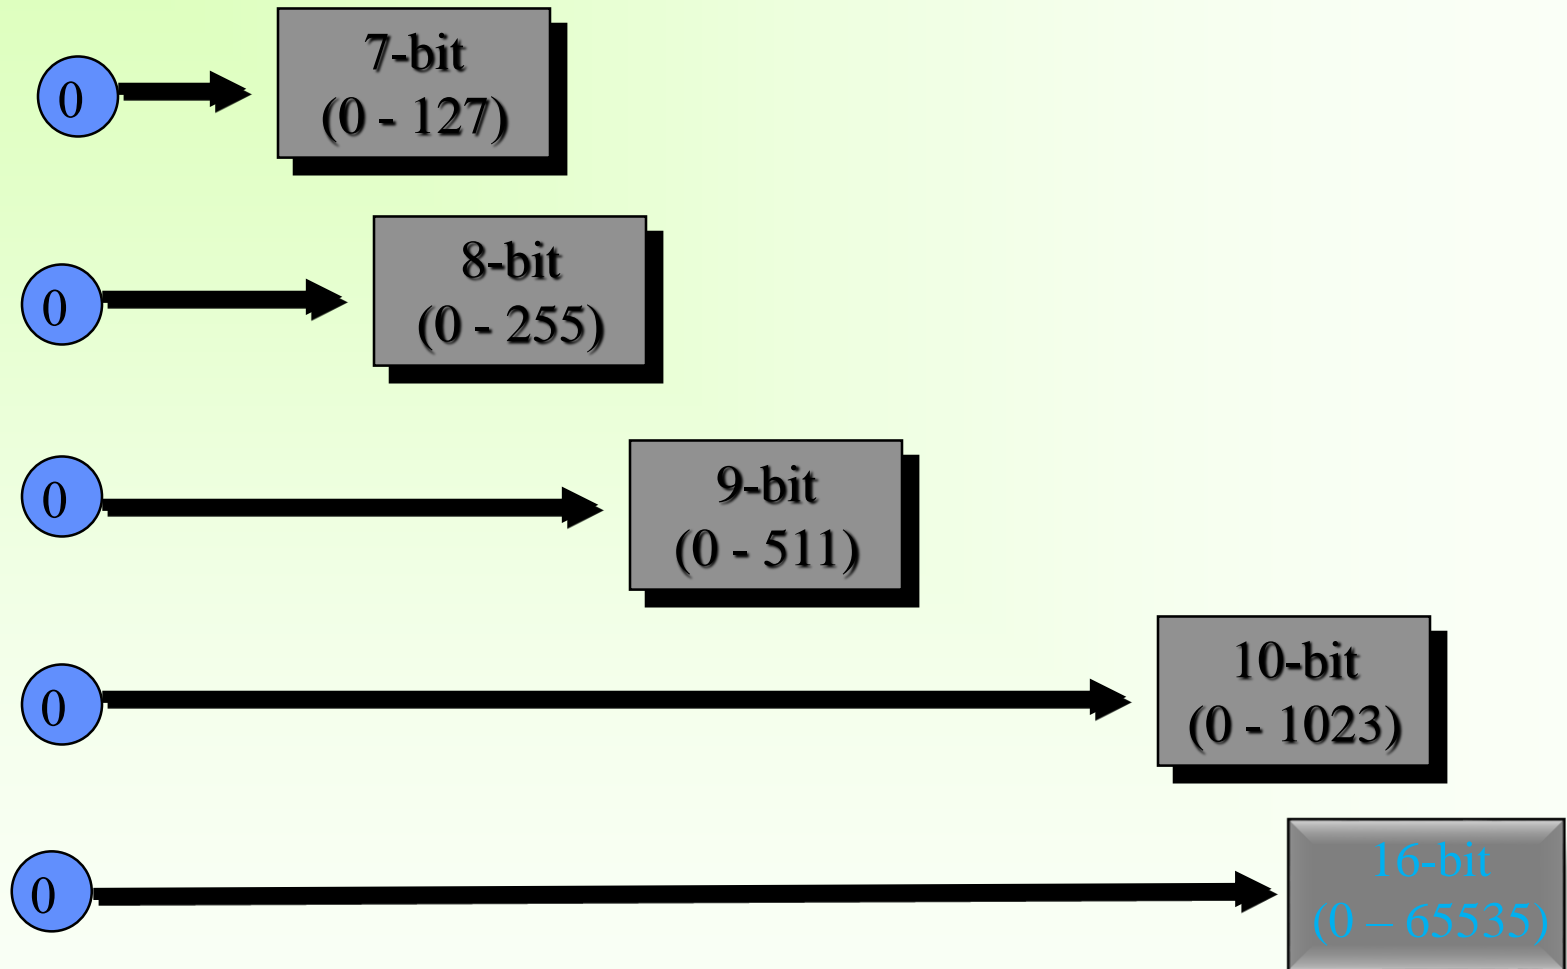 0
7-bit
(0 - 127)
0
8-bit
(0 - 255)
0
9-bit
(0 - 511)
0
10-bit
(0 - 1023)
0
16-bit
(0 – 65535)